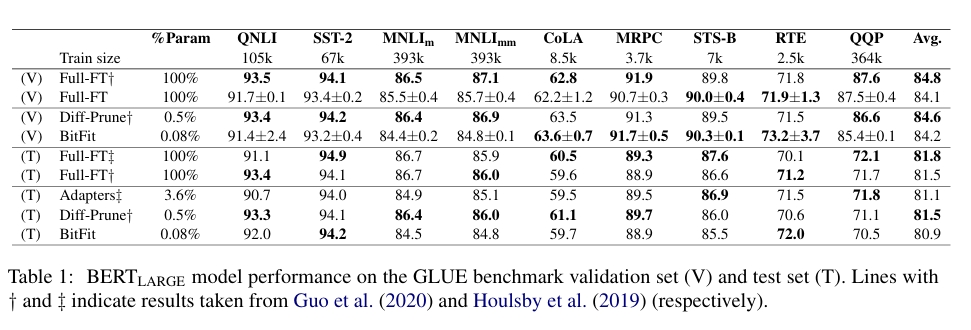 %Param QNLI SST-2 MNLIm MNLImm CoLA MRPC STS-B RTE QQP Avg.
Train size 105k 67k 393k 393k 8.5k 3.7k 7k 2.5k 364k
(V) Full-FT† 100% 93.5 94.1 86.5 87.1 62.8 91.9 89.8 71.8 87.6 84.8
(V) Full-FT 100% 91.7±0.1 93.4±0.2 85.5±0.4 85.7±0.4 62.2±1.2 90.7±0.3 90.0±0.4 71.9±1.3 87.5±0.4 84.1
(V) Diff-Prune† 0.5% 93.4 94.2 86.4 86.9 63.5 91.3 89.5 71.5 86.6 84.6
(V) BitFit 0.08% 91.4±2.4 93.2±0.4 84.4±0.2 84.8±0.1 63.6±0.7 91.7±0.5 90.3±0.1 73.2±3.7 85.4±0.1 84.2
(T) Full-FT‡ 100% 91.1 94.9 86.7 85.9 60.5 89.3 87.6 70.1 72.1 81.8
(T) Full-FT† 100% 93.4 94.1 86.7 86.0 59.6 88.9 86.6 71.2 71.7 81.5
(T) Adapters‡ 3.6% 90.7 94.0 84.9 85.1 59.5 89.5 86.9 71.5 71.8 81.1
(T) Diff-Prune† 0.5% 93.3 94.1 86.4 86.0 61.1 89.7 86.0 70.6 71.1 81.5
(T) BitFit 0.08% 92.0 94.2 84.5 84.8 59.7 88.9 85.5 72.0 70.5 80.9
Table 1: BERTLARGE model performance on the GLUE benchmark validation set (V) and test set (T). Lines with
† and ‡ indicate results taken from Guo et al. (2020) and Houlsby et al. (2019) (respectively).